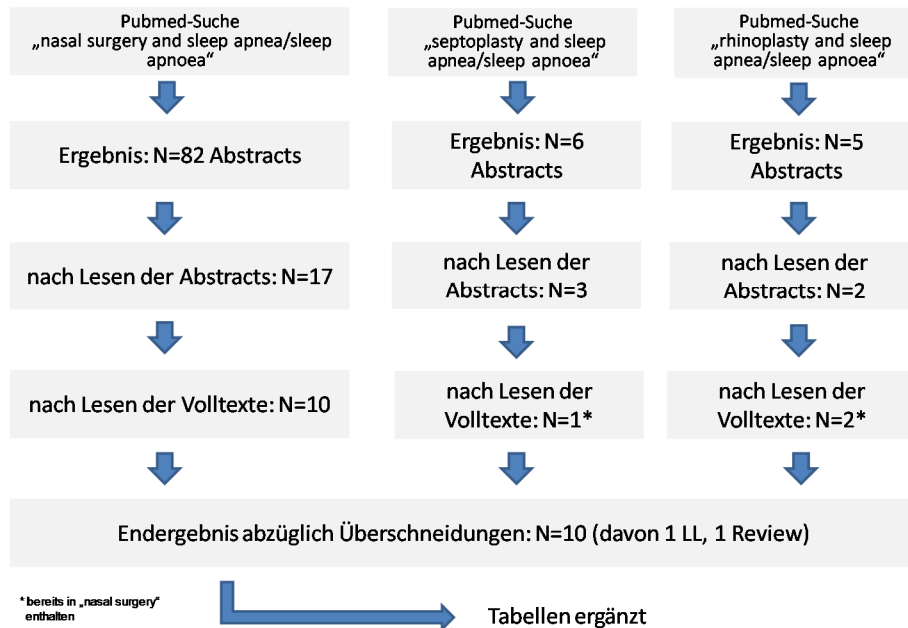 Pubmed-Suche
„nasal surgery and sleep
apnea/sleep
apnoea“
Ergebnis: N=82 Abstracts
nach Lesen der Abstracts: N=17
nach Lesen der Volltexte: N=10
Pubmed-Suche
„septoplasty and sleep
apnea/sleep apnoea“
Ergebnis: N=6
Abstracts
nach Lesen der
Abstracts: N=3
nach Lesen der
Volltexte: N=1*
Pubmed-Suche
„rhinoplasty and sleep
apnea/sleep apnoea“
Ergebnis: N=5
Abstracts
nach Lesen der
Abstracts: N=2
nach Lesen der
Volltexte: N=2*
Endergebnis abzüglich Überschneidungen: N=10 (davon 1 LL, 1 Review)
* bereits in „nasal surgery“
enthalten
Tabellen ergänzt